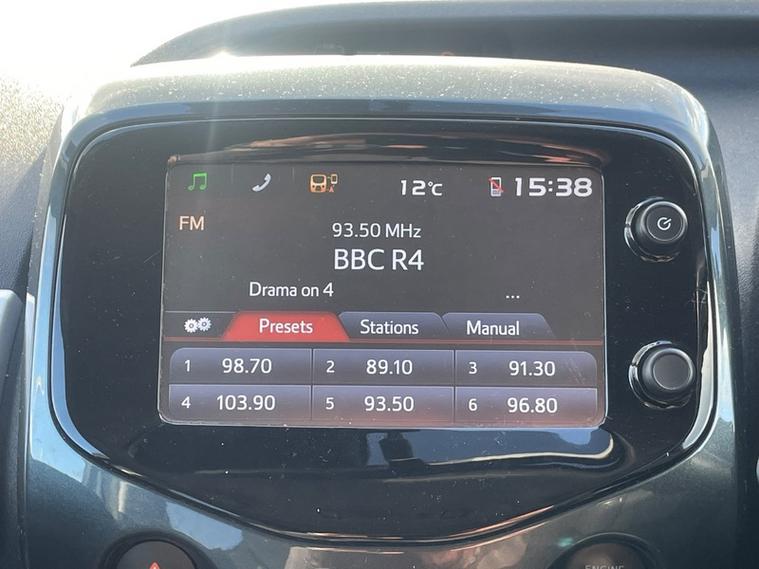 12°C 15:38
FM
93.50 MHz
BBC R4
Drama on 4 ...
Presets Stations Manual
1 98.70 2 89.10 3 91.30
4 103.90 5 93.50 6 96.80
ENGINE